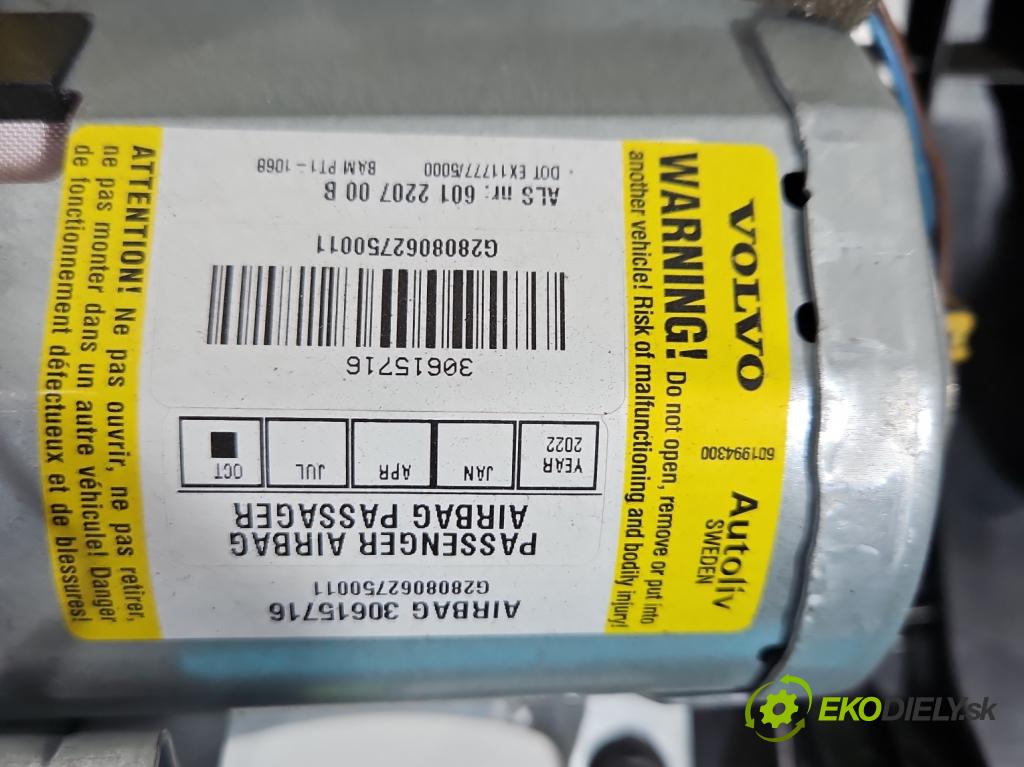 VOLVO
Autoliv
SWEDEN
601994300
WARNING! Do not open, remove or put into
another vehicle! Risk of malfunctioning and bodily injury!
AIRBAG 30615716
G2808062750011
PASSENGER AIRBAG
AIRBAG PASSAGER
YEAR 2022 JAN APR JUL OCT
30615716
G2808062750011
ALS nr: 601 2207 00 B
· DOT EX11777/5000 BAM PT1-1068
ATTENTION! Ne pas ouvrir, ne pas retirer,
ne pas monter dans un autre véhicule! Danger
de fonctionnement défectueux et de blessures!
EKODIELY.sk